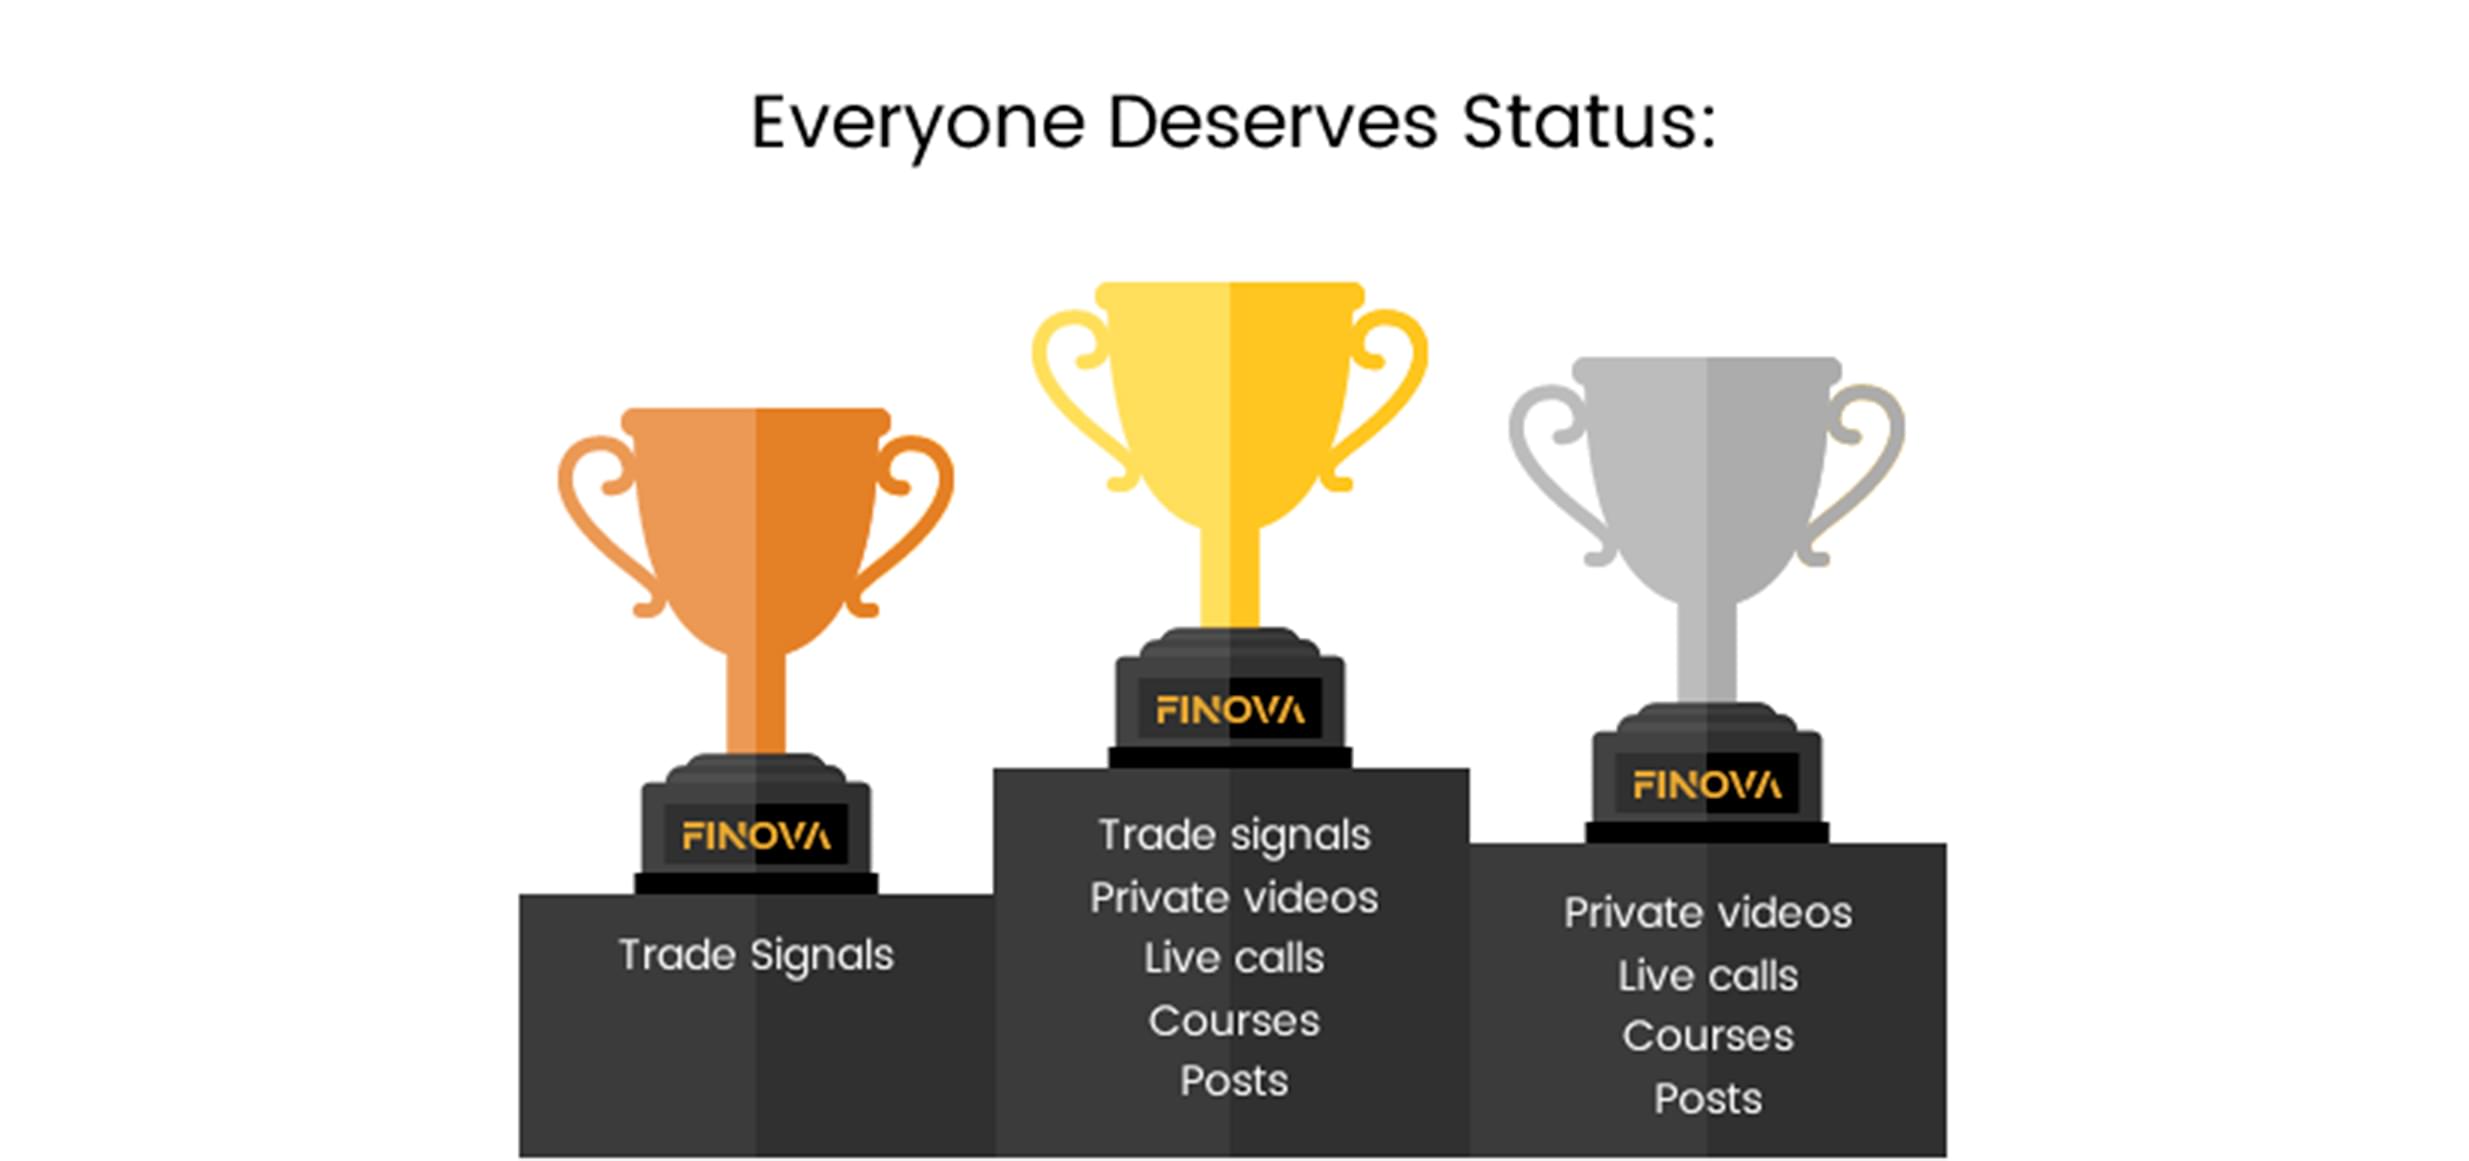 Everyone Deserves Status:
FINOVA
Trade Signals
FINOVA
Trade signals
Private videos
Live calls
Courses
Posts
FINOVA
Private videos
Live calls
Courses
Posts